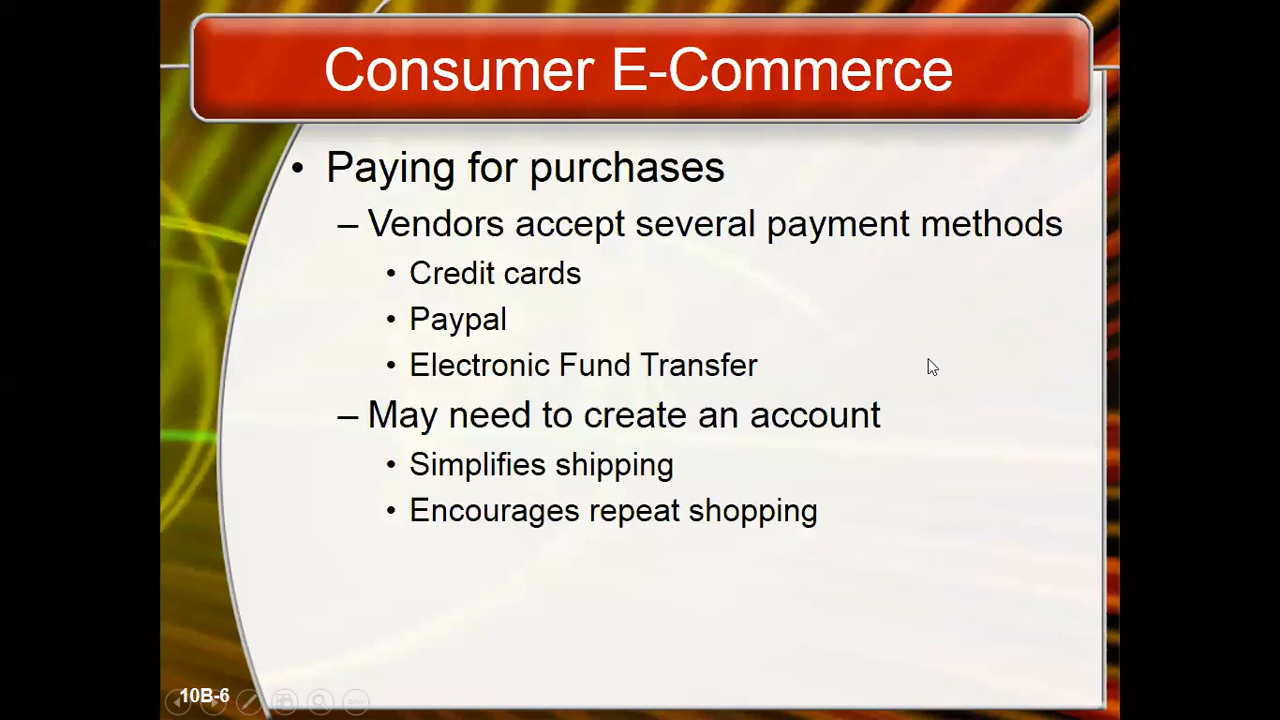 Consumer E-Commerce
• Paying for purchases
– Vendors accept several payment methods
• Credit cards
• Paypal
• Electronic Fund Transfer
– May need to create an account
• Simplifies shipping
• Encourages repeat shopping
10B-6